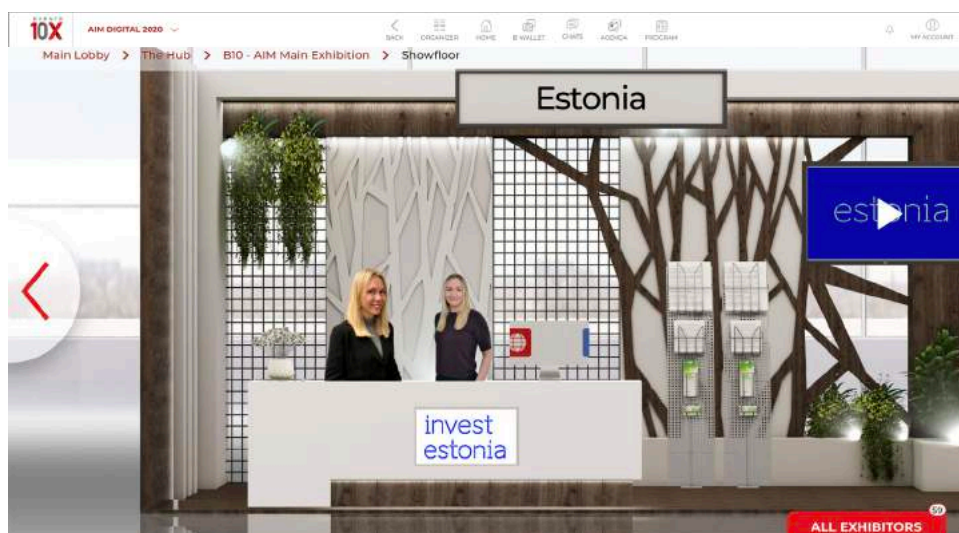 events
10X
AIM DIGITAL 2020
BACK
ORGANIZER
HOME
B WALLET
CHATS
AGENDA
PROGRAM
MY ACCOUNT
Main Lobby > The Hub > B10 - AIM Main Exhibition > Showfloor
Estonia
estonia
invest
estonia
59
ALL EXHIBITORS